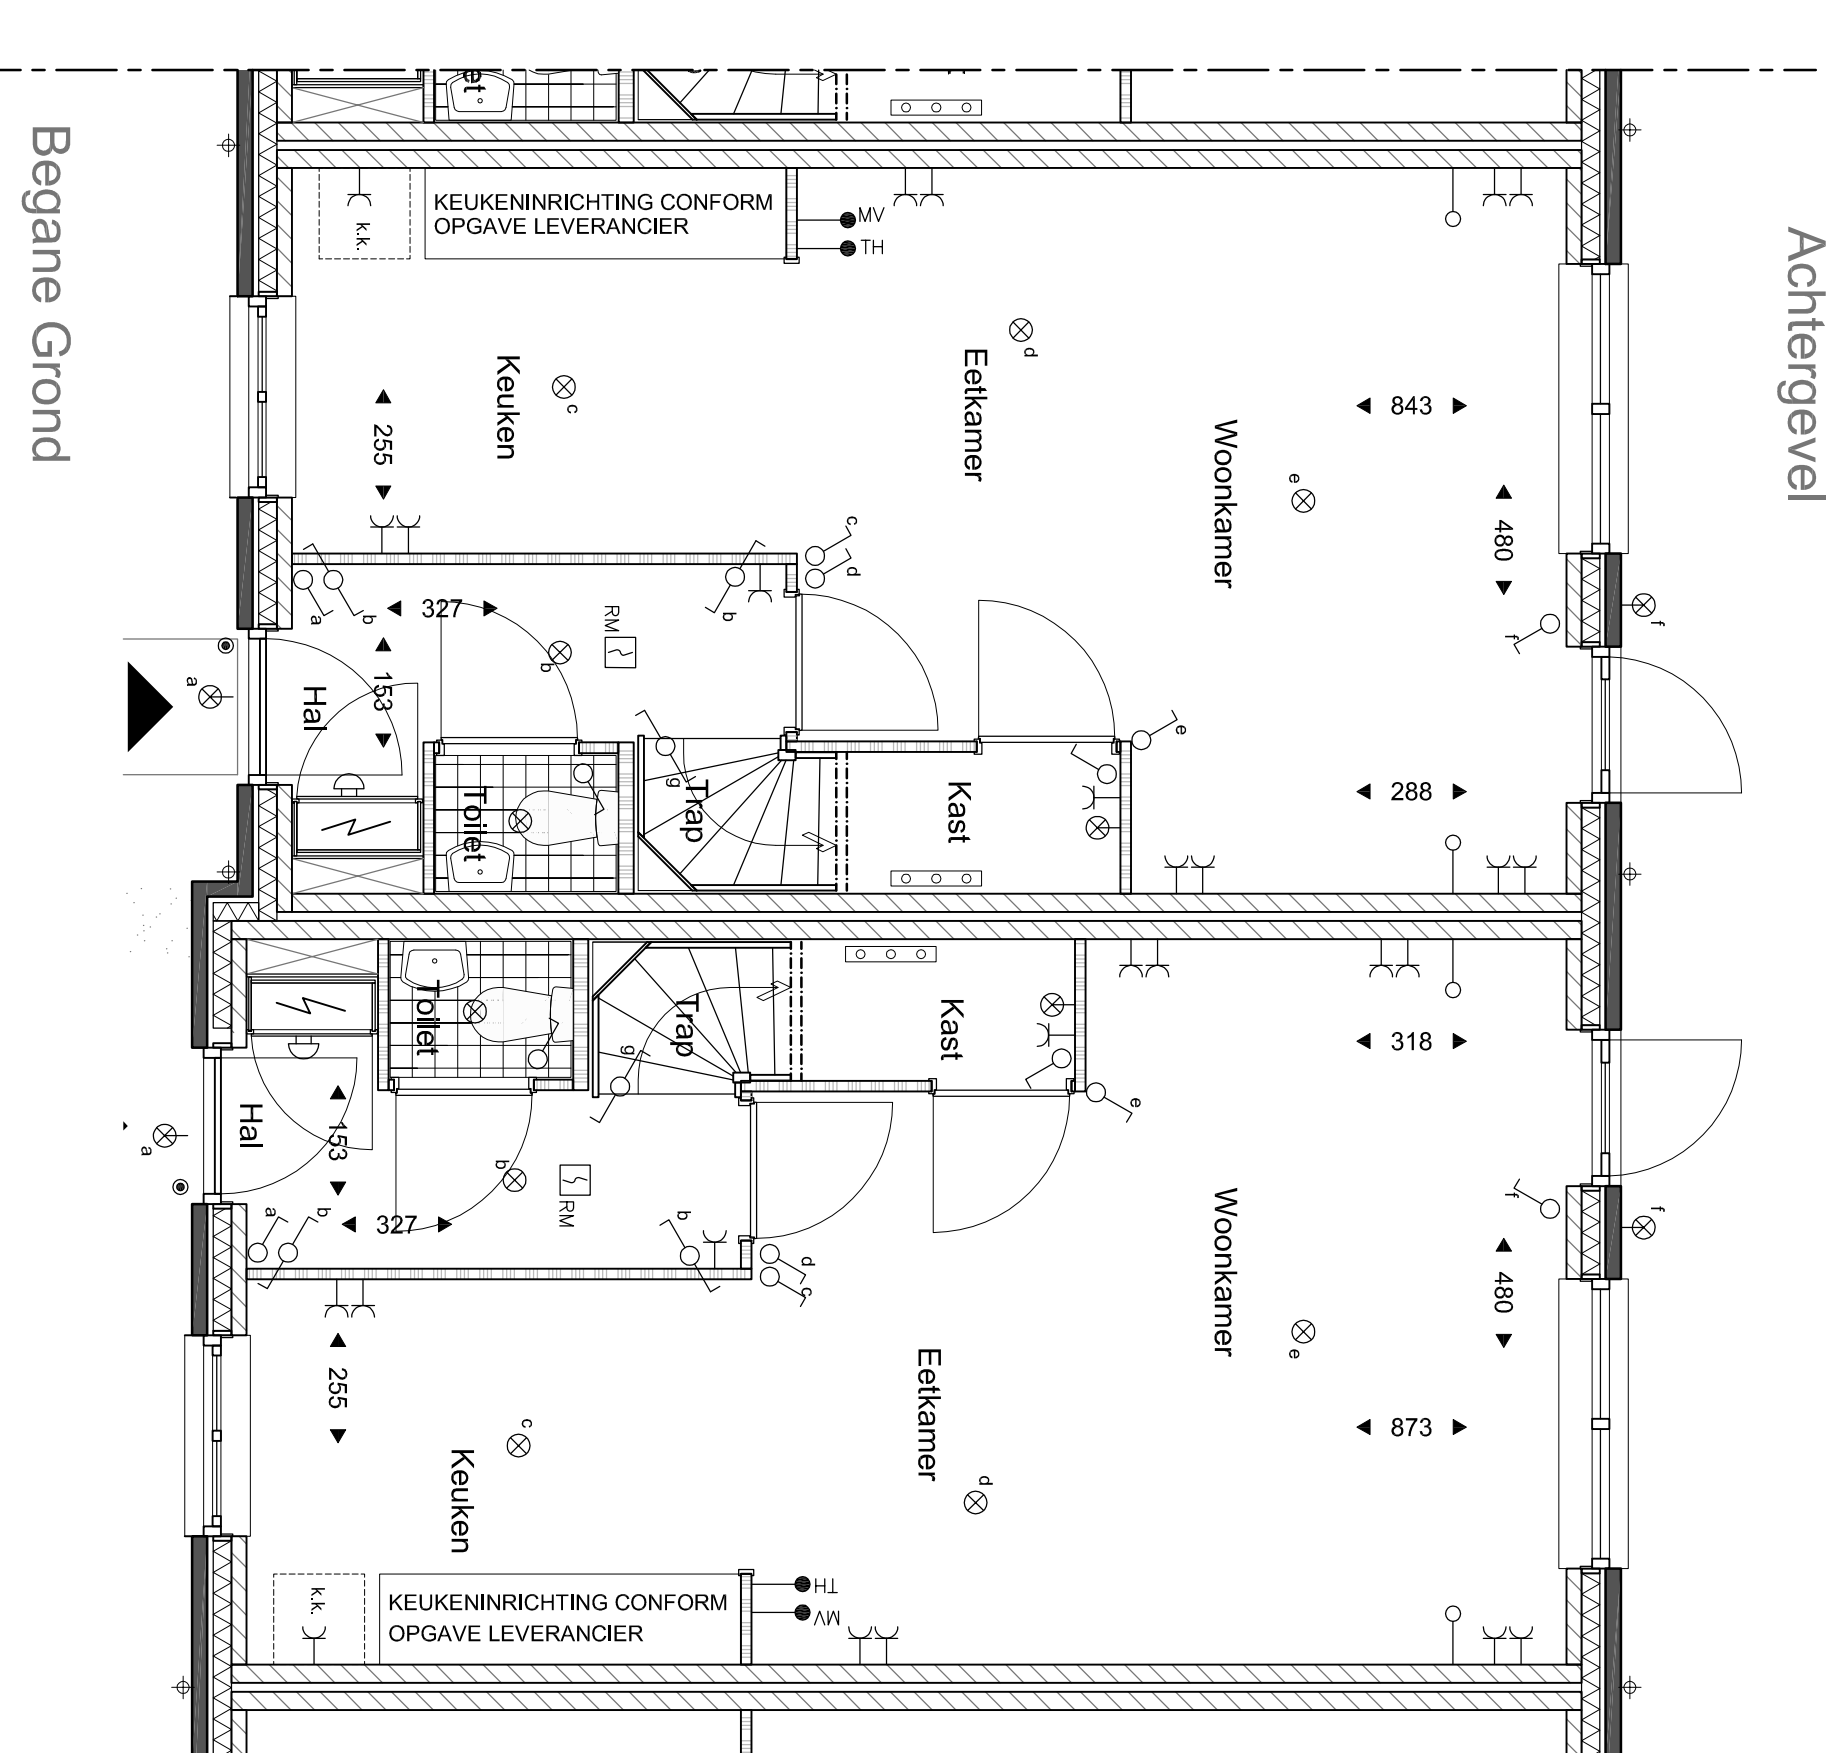 et
Begane Grond
Achtergevel
KEUKENINRICHTING CONFORM
OPGAVE LEVERANCIER
k.k.
MV
TH
d
c
Keuken
Eetkamer
Woonkamer
843
255
e
480
c
d
b
a
b
327
RM
b
b
153
Hal
a
f
f
e
g
Trap
Toilet
Kast
288
Toilet
Trap
Kast
318
g
e
Hal
153
a
b
RM
a
b
327
b
d
c
f
f
Woonkamer
480
255
e
c
Keuken
Eetkamer
d
873
k.k.
KEUKENINRICHTING CONFORM
OPGAVE LEVERANCIER
TH
MV